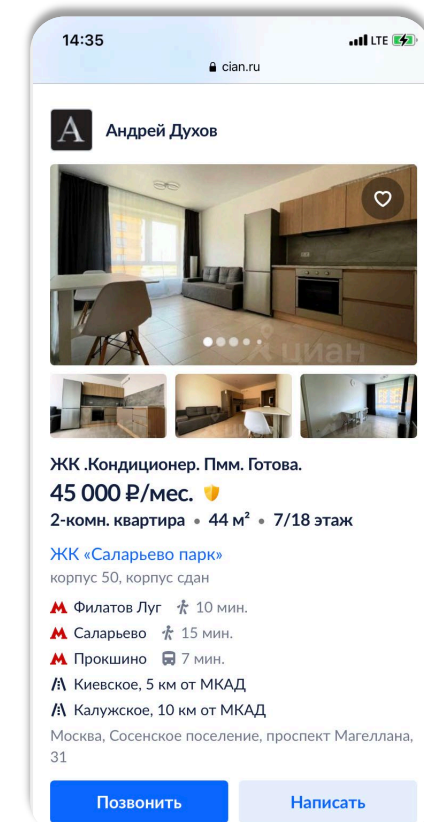 14:35
LTE
cian.ru
A
Андрей Духов
циан
ЖК .Кондиционер. Пмм. Готова.
45 000 ₽/мес.
2-комн. квартира • 44 м² • 7/18 этаж
ЖК «Саларьево парк»
корпус 50, корпус сдан
Филатов Луг 10 мин.
Саларьево 15 мин.
Прокшино 7 мин.
Киевское, 5 км от МКАД
Калужское, 10 км от МКАД
Москва, Сосенское поселение, проспект Магеллана,
31
Позвонить
Написать